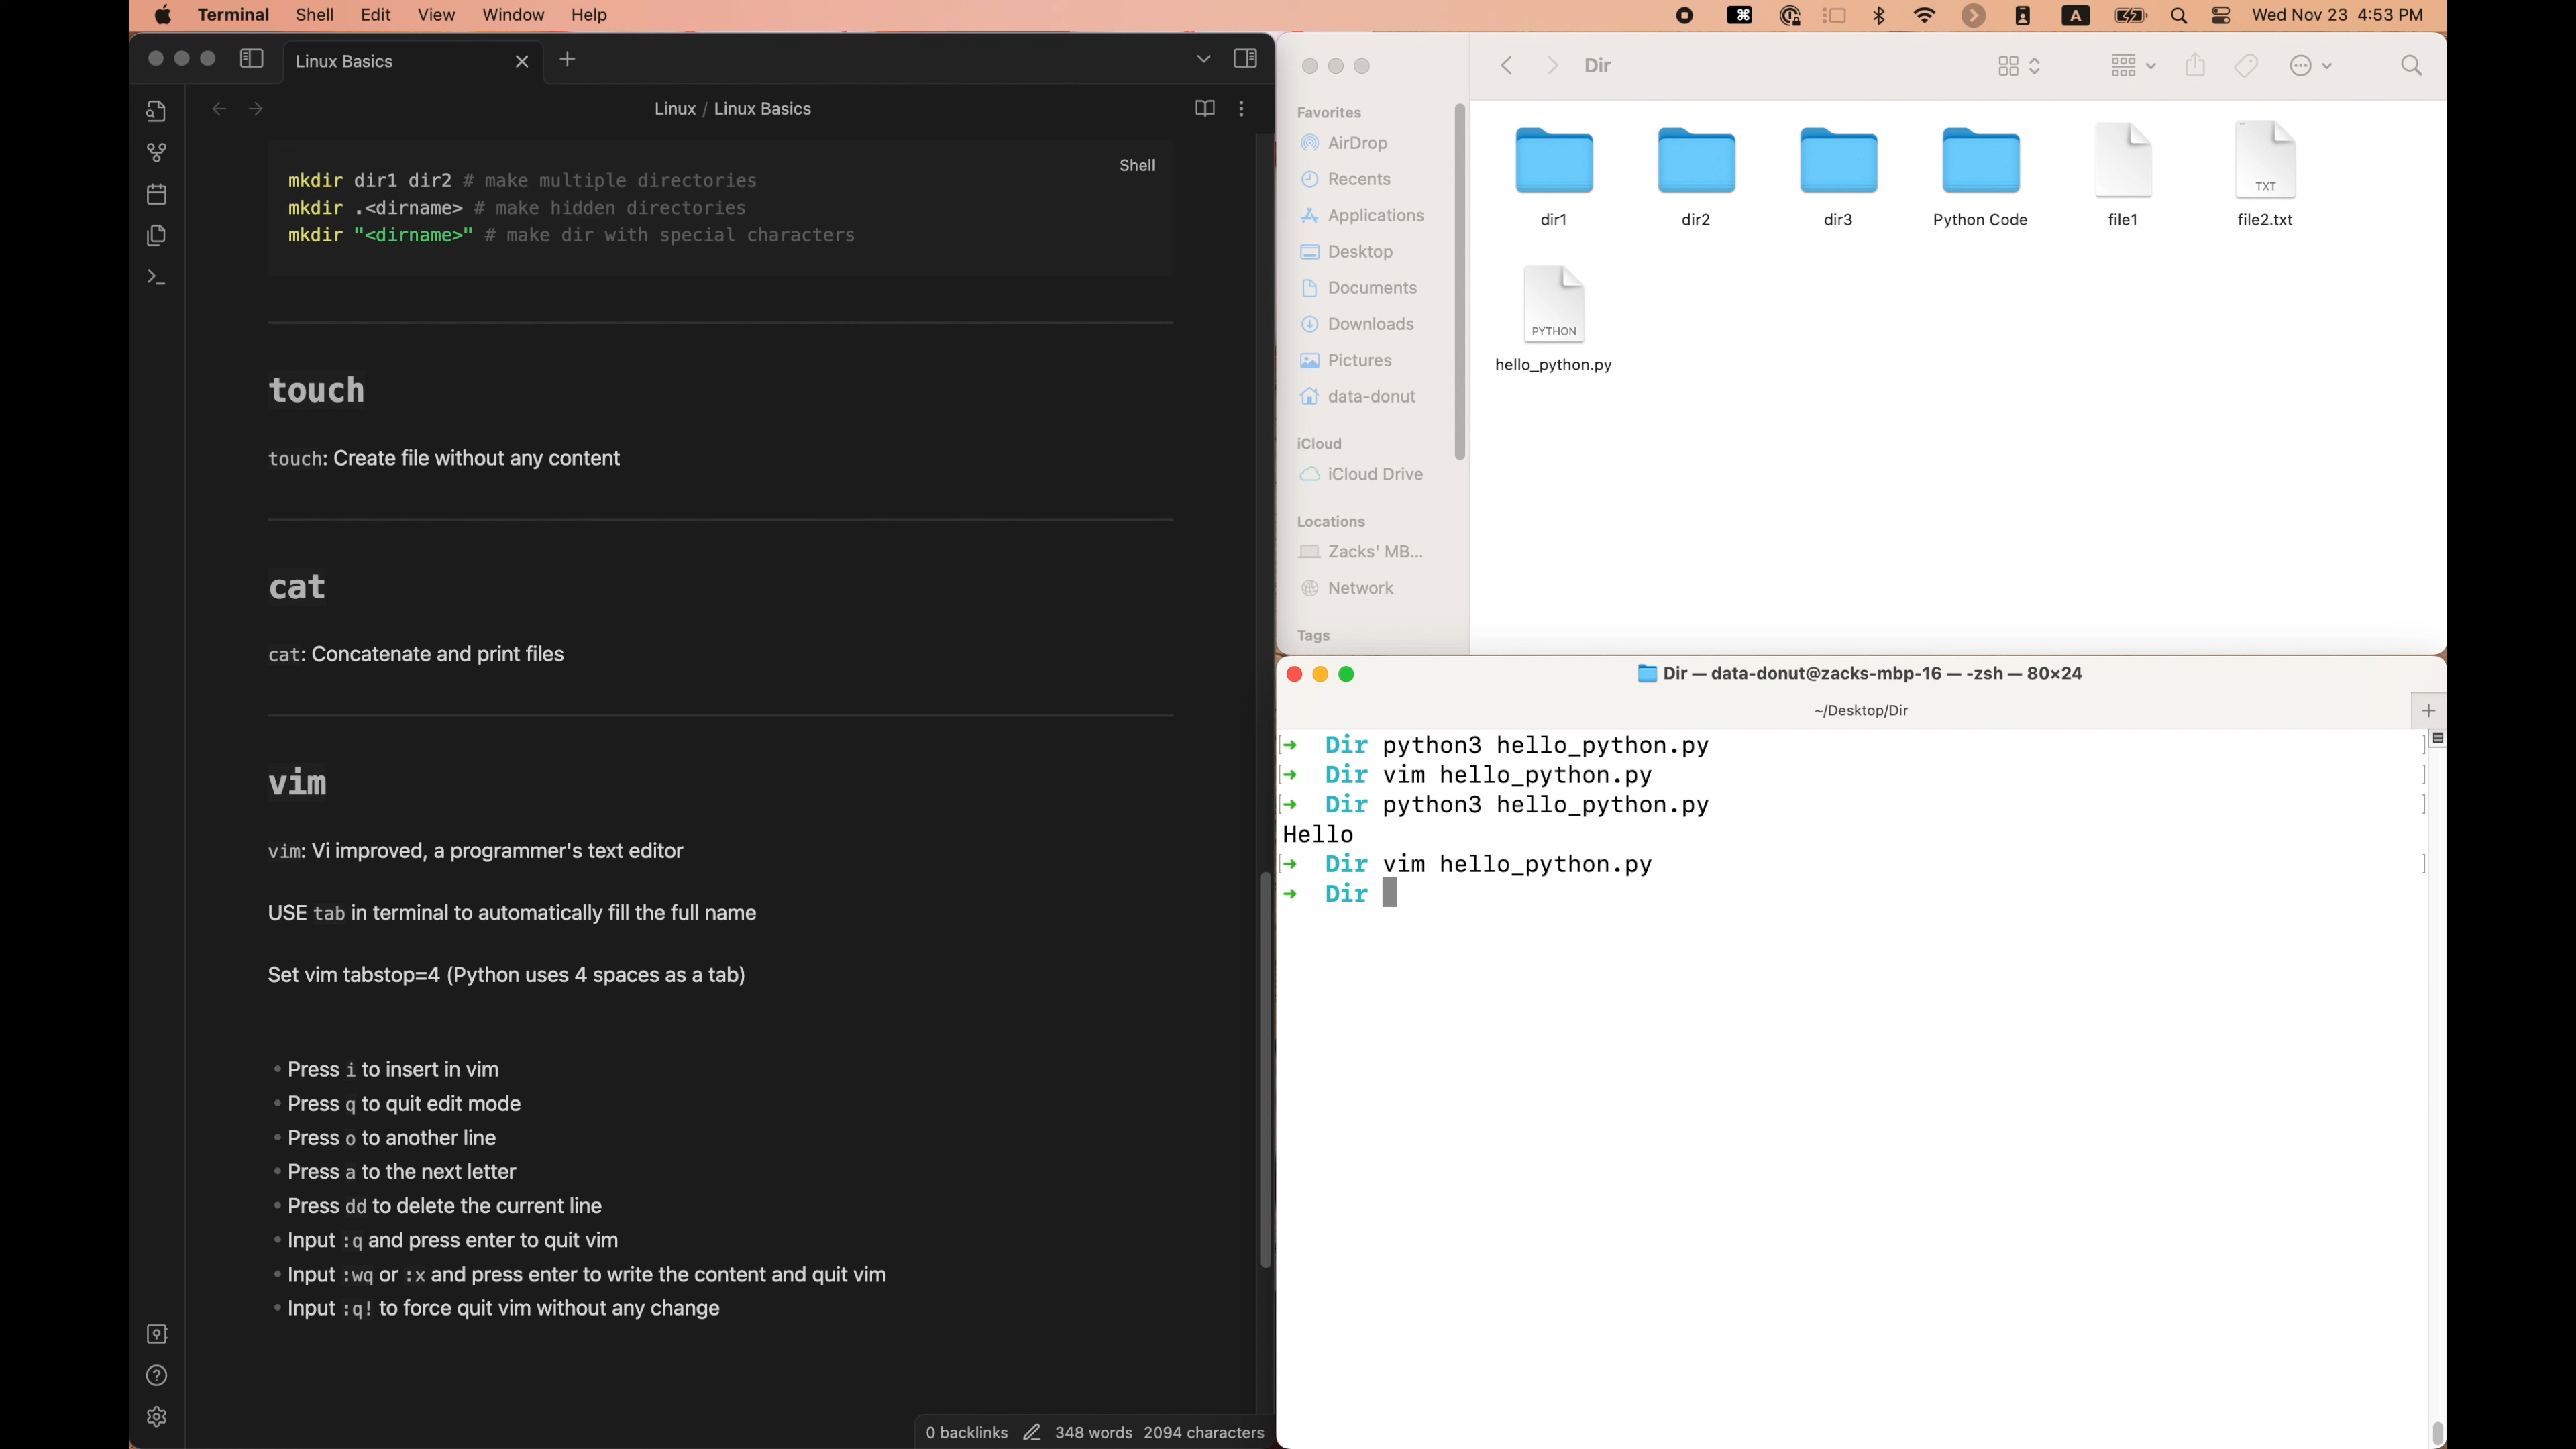 Terminal Shell Edit View Window Help
A Wed Nov 23 4:53 PM
Linux Basics
Linux / Linux Basics
Shell
mkdir dir1 dir2 # make multiple directories
mkdir .<dirname> # make hidden directories
mkdir "<dirname>" # make dir with special characters
touch
touch: Create file without any content
cat
cat: Concatenate and print files
vim
vim: Vi improved, a programmer's text editor
USE tab in terminal to automatically fill the full name
Set vim tabstop=4 (Python uses 4 spaces as a tab)
• Press i to insert in vim
• Press q to quit edit mode
• Press o to another line
• Press a to the next letter
• Press dd to delete the current line
• Input :q and press enter to quit vim
• Input :wq or :x and press enter to write the content and quit vim
• Input :q! to force quit vim without any change
0 backlinks 348 words 2094 characters
Dir
Favorites
AirDrop
Recents
Applications
Desktop
Documents
Downloads
Pictures
data-donut
iCloud
iCloud Drive
Locations
Zacks' MB...
Network
Tags
dir1 dir2 dir3 Python Code file1 file2.txt
TXT
PYTHON
hello_python.py
Dir — data-donut@zacks-mbp-16 — -zsh — 80×24
~/Desktop/Dir
[➜ Dir python3 hello_python.py ]
[➜ Dir vim hello_python.py ]
[➜ Dir python3 hello_python.py ]
Hello
[➜ Dir vim hello_python.py ]
➜ Dir